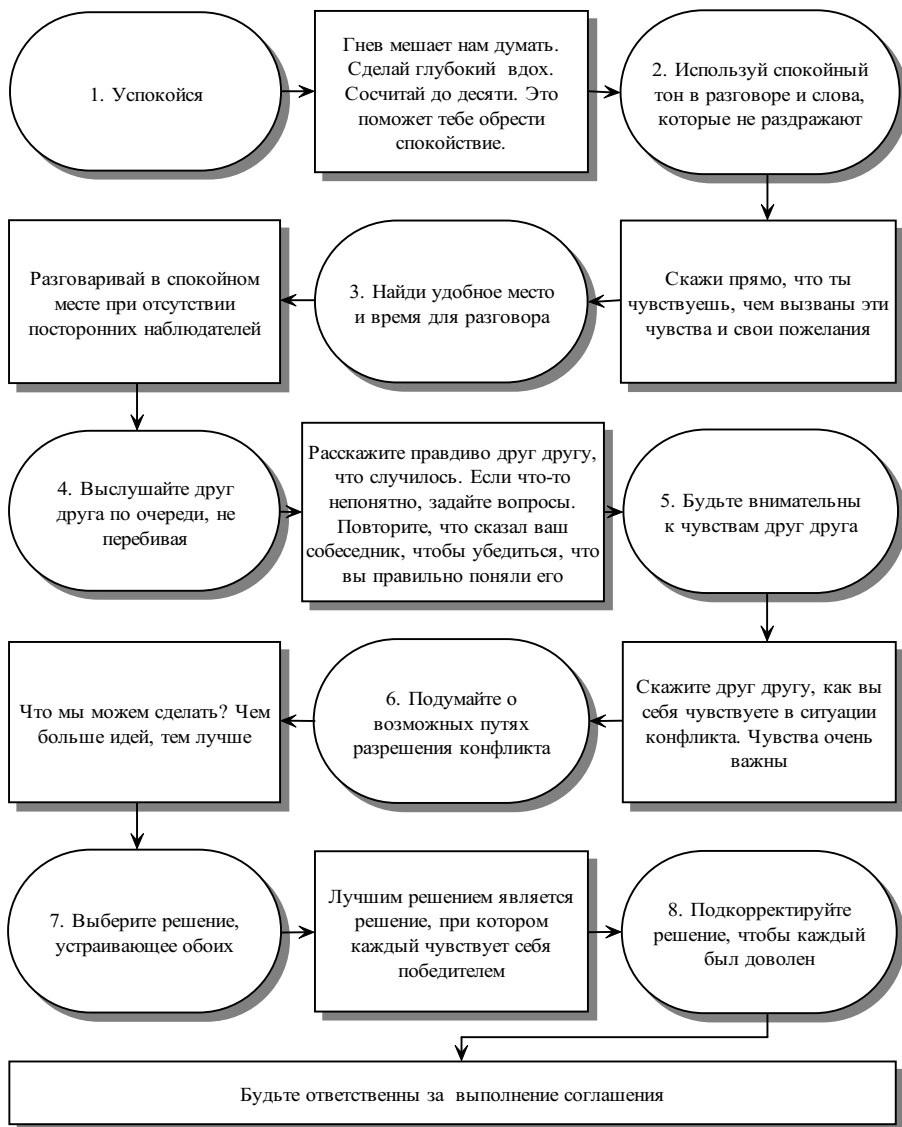 1. Успокойся
Гнев мешает нам думать.
Сделай глубокий вдох.
Сосчитай до десяти. Это
поможет тебе обрести
спокойствие.
2. Используй спокойный
тон в разговоре и слова,
которые не раздражают
Скажи прямо, что ты
чувствуешь, чем вызваны эти
чувства и свои пожелания
3. Найди удобное место
и время для разговора
Разговаривай в спокойном
месте при отсутствии
посторонних наблюдателей
4. Выслушайте друг
друга по очереди, не
перебивая
Расскажите правдиво друг другу,
что случилось. Если что-то
непонятно, задайте вопросы.
Повторите, что сказал ваш
собеседник, чтобы убедиться, что
вы правильно поняли его
5. Будьте внимательны
к чувствам друг друга
Скажите друг другу, как вы
себя чувствуете в ситуации
конфликта. Чувства очень
важны
6. Подумайте о
возможных путях
разрешения конфликта
Что мы можем сделать? Чем
больше идей, тем лучше
7. Выберите решение,
устраивающее обоих
Лучшим решением является
решение, при котором
каждый чувствует себя
победителем
8. Подкорректируйте
решение, чтобы каждый
был доволен
Будьте ответственны за выполнение соглашения